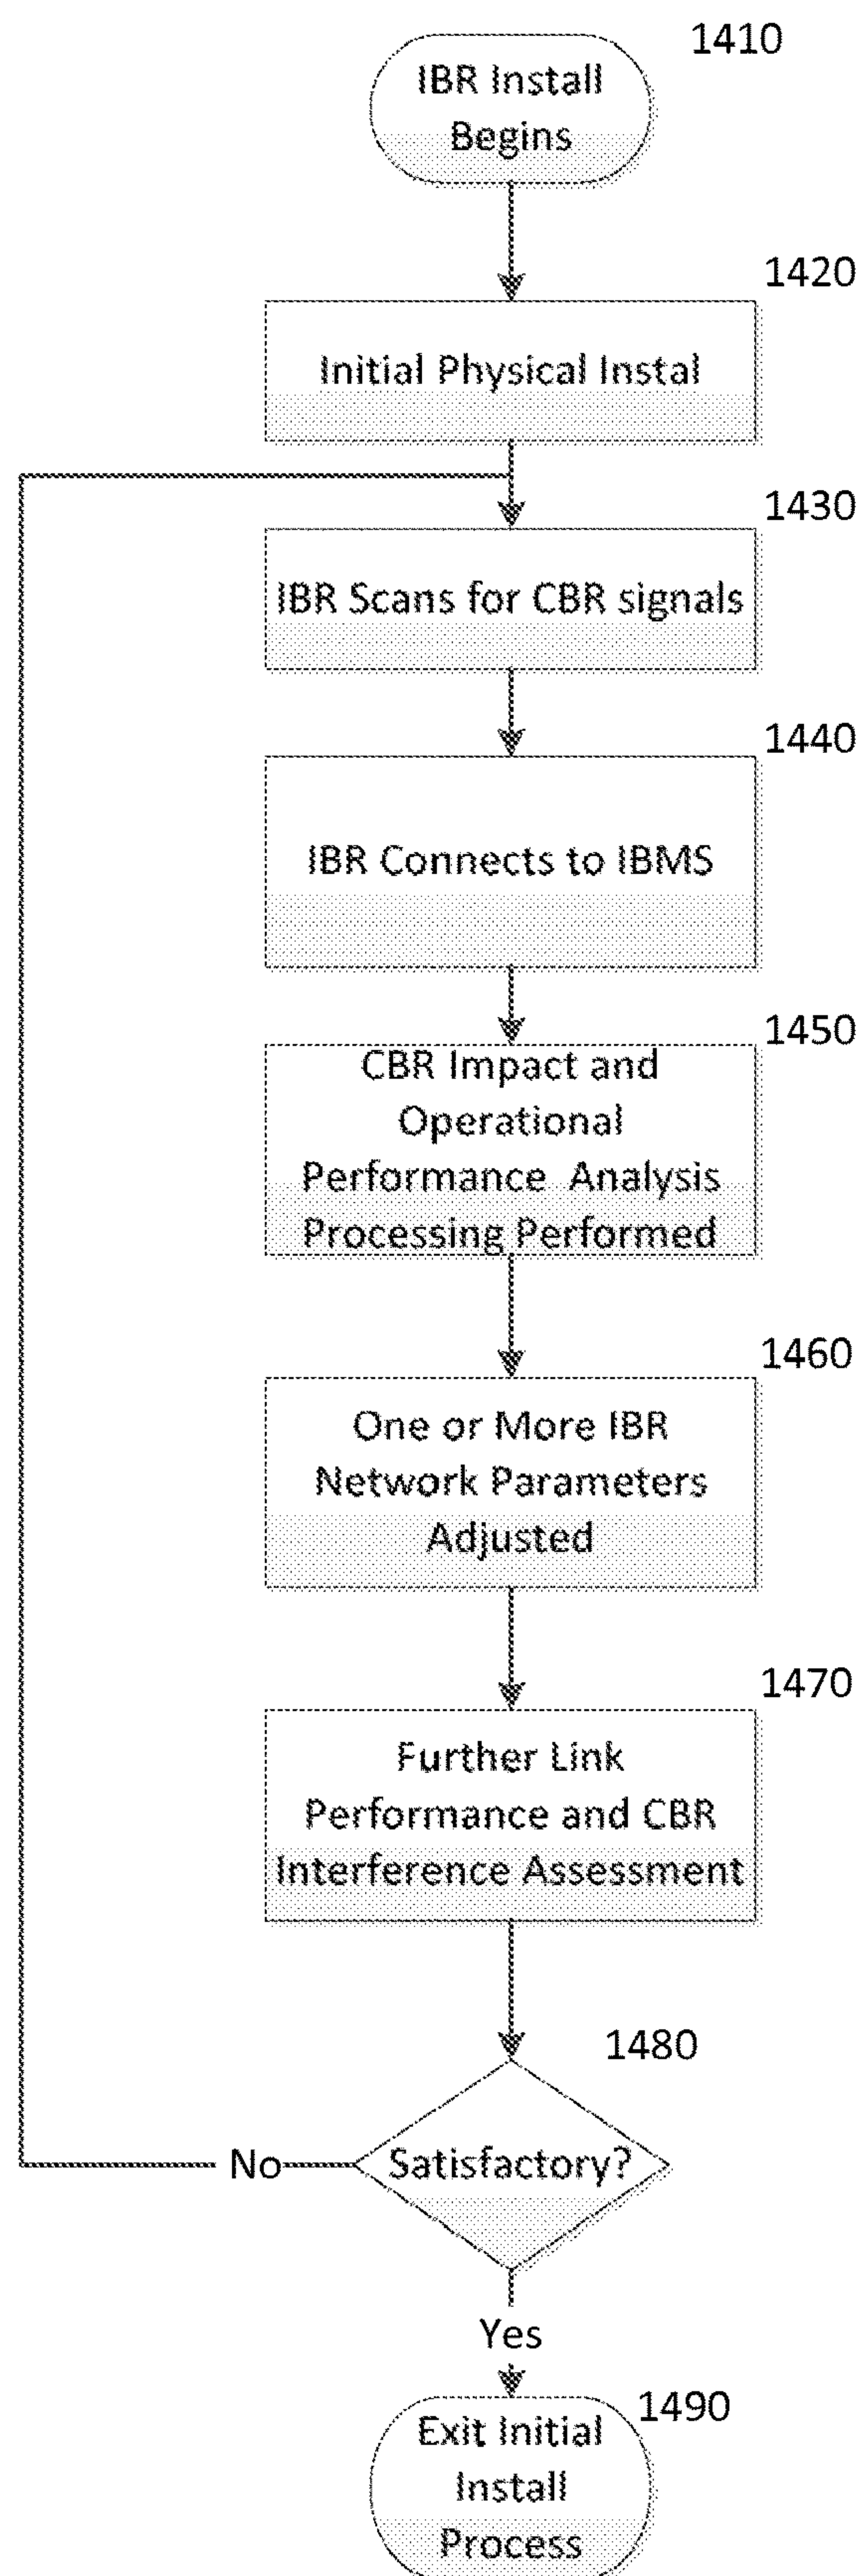 1410
IBR Install
Begins
1420
Initial Physical Instal
1430
IBR Scans for CBR signals
1440
IBR Connects to IBMS
1450
CBR Impact and
Operational
Performance Analysis
Processing Performed
1460
One or More IBR
Network Parameters
Adjusted
1470
Further Link
Performance and CBR
Interference Assessment
1480
Satisfactory?
No
Yes
1490
Exit Initial
Install
Process